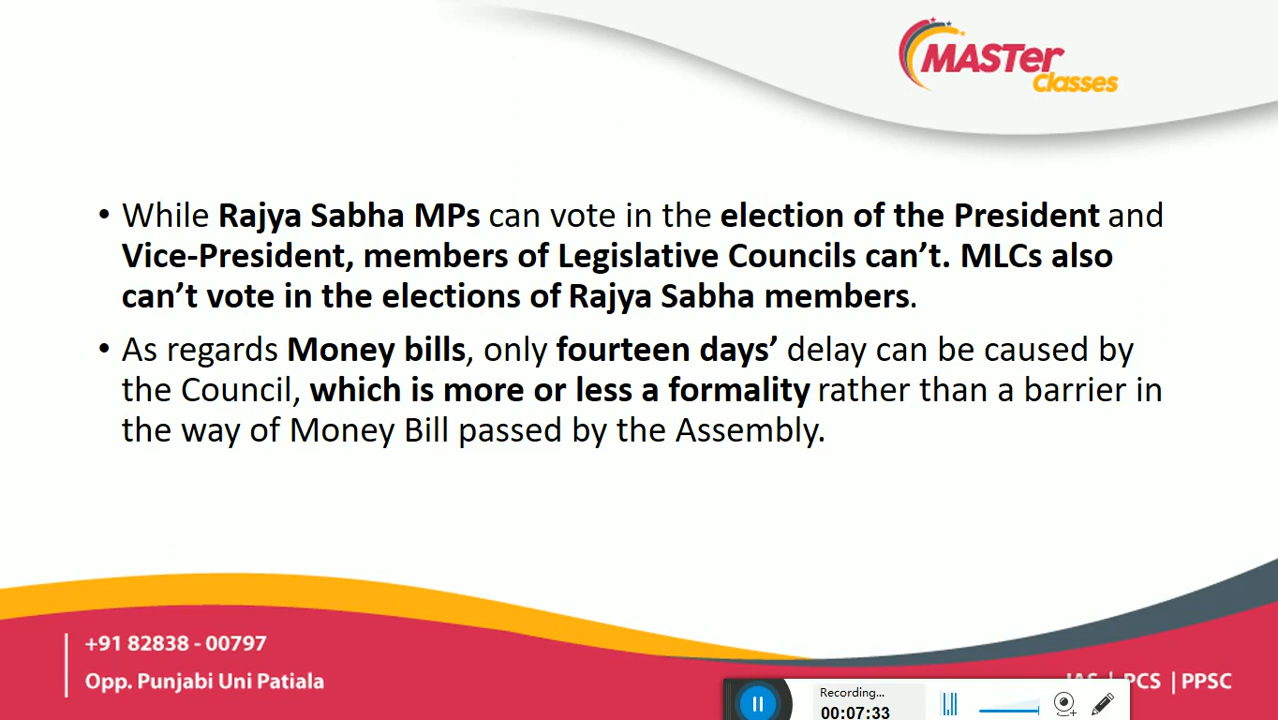 MASTer
Classes
• While Rajya Sabha MPs can vote in the election of the President and
Vice-President, members of Legislative Councils can’t. MLCs also
can’t vote in the elections of Rajya Sabha members.
• As regards Money bills, only fourteen days’ delay can be caused by
the Council, which is more or less a formality rather than a barrier in
the way of Money Bill passed by the Assembly.
+91 82838 - 00797
Opp. Punjabi Uni Patiala
IAS | PCS | PPSC
Recording...
00:07:33